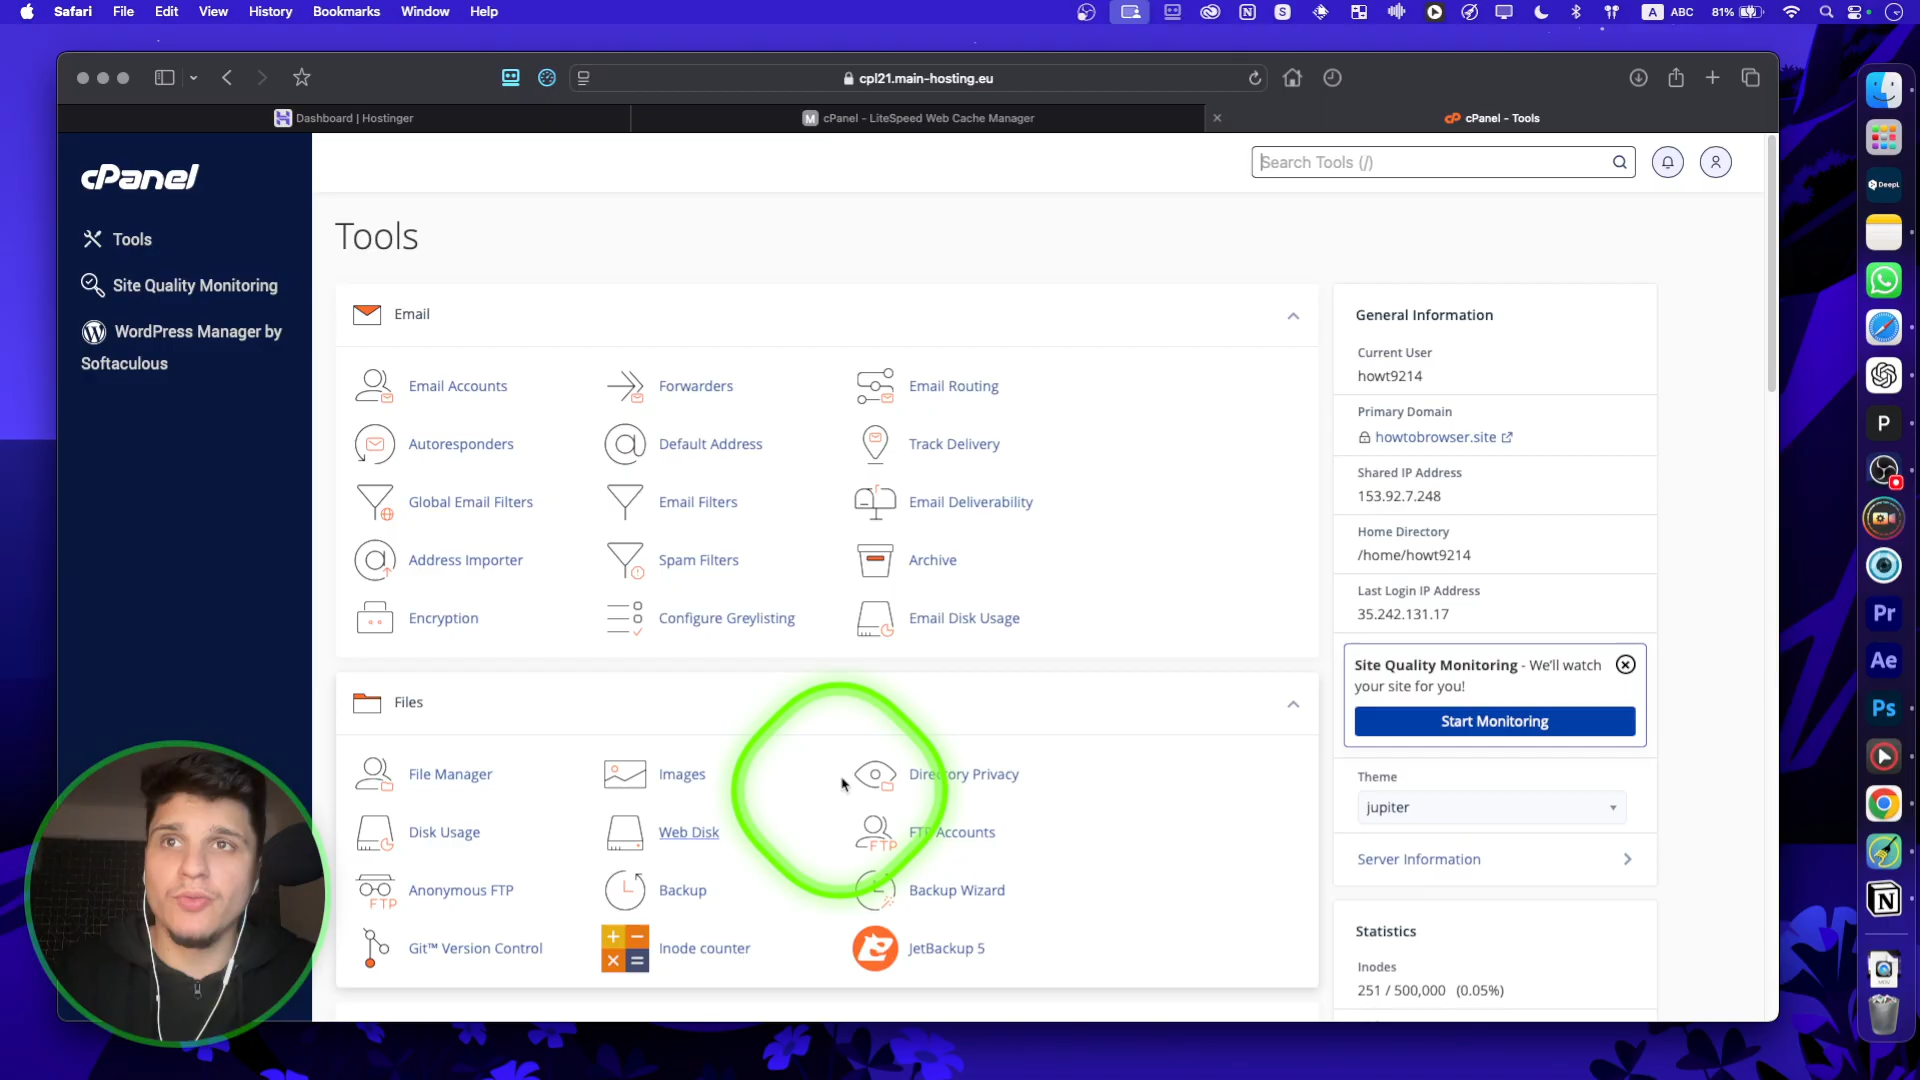 Safari File Edit View History Bookmarks Window Help
A ABC 81%
cpl21.main-hosting.eu
Dashboard | Hostinger
M cPanel - LiteSpeed Web Cache Manager
cP cPanel - Tools
cPanel
Search Tools (/)
Tools
Site Quality Monitoring
WordPress Manager by
Softaculous
Tools
Email
Email Accounts
Forwarders
Email Routing
Autoresponders
Default Address
Track Delivery
Global Email Filters
Email Filters
Email Deliverability
Address Importer
Spam Filters
Archive
Encryption
Configure Greylisting
Email Disk Usage
Files
File Manager
Images
Directory Privacy
Disk Usage
Web Disk
FTP Accounts
FTP
Anonymous FTP
FTP
Backup
Backup Wizard
Git™ Version Control
Inode counter
JetBackup 5
General Information
Current User
howt9214
Primary Domain
howtobrowser.site
Shared IP Address
153.92.7.248
Home Directory
/home/howt9214
Last Login IP Address
35.242.131.17
Site Quality Monitoring - We'll watch
your site for you!
Start Monitoring
Theme
jupiter
Server Information
Statistics
Inodes
251 / 500,000 (0.05%)
DeepL
P
Pr
Ae
Ps